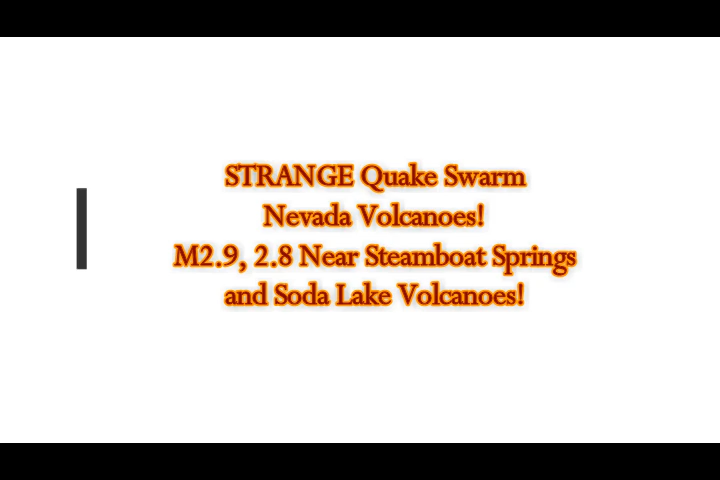 STRANGE Quake Swarm
Nevada Volcanoes!
M2.9, 2.8 Near Steamboat Springs
and Soda Lake Volcanoes!